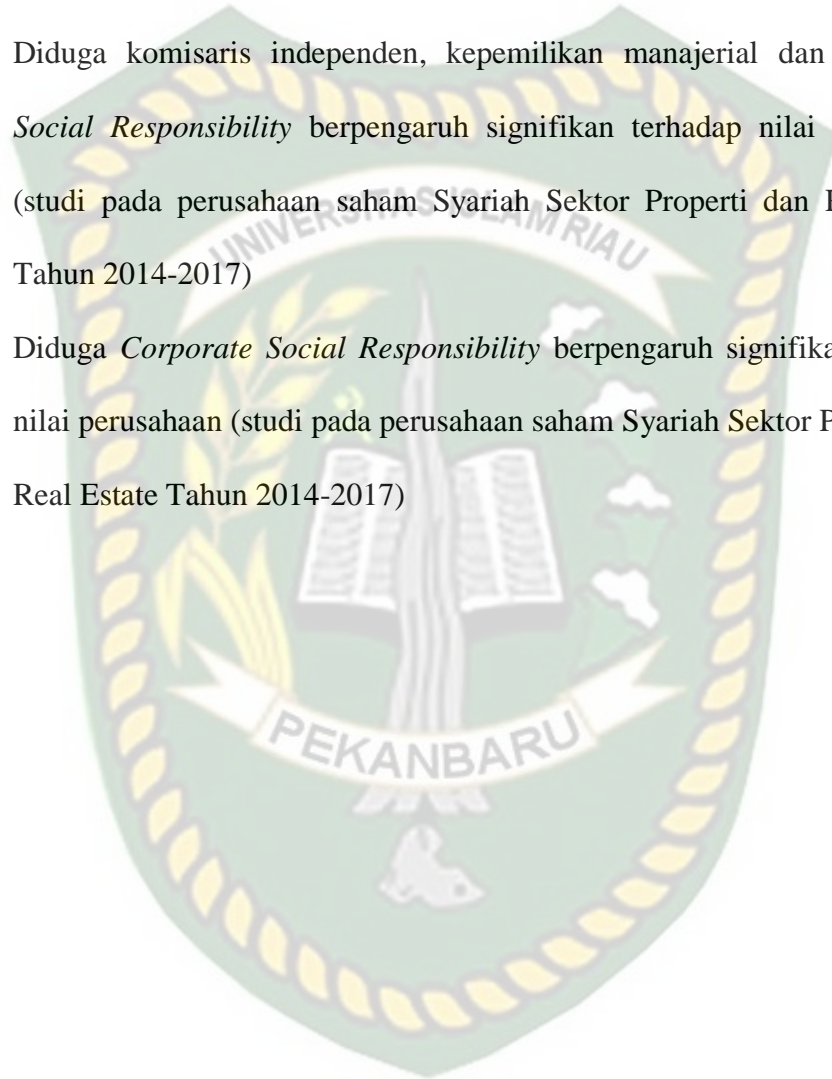 Diduga komisaris independen, kepemilikan manajerial dan
Social Responsibility berpengaruh signifikan terhadap nilai
(studi pada perusahaan saham Syariah Sektor Properti dan
Tahun 2014-2017)
Diduga Corporate Social Responsibility berpengaruh signifika
nilai perusahaan (studi pada perusahaan saham Syariah Sektor P
Real Estate Tahun 2014-2017)
UNIVERSITAS ISLAM RIAU
PEKANBARU